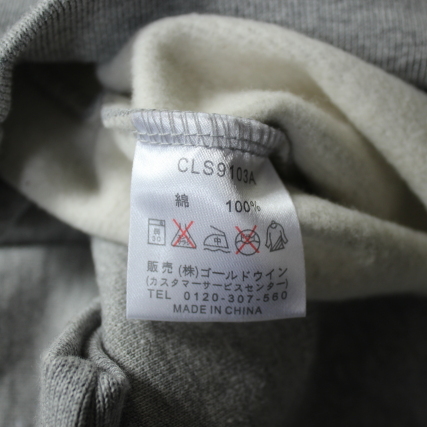 CLS9103A
綿 100%
弱 30 中
販売 (株)ゴールドウイン
(カスタマーサービスセンター)
TEL 0120-307-560
MADE IN CHINA